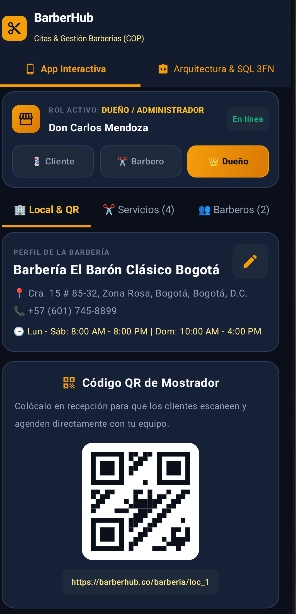 BarberHub
Citas & Gestión Barberías (COP)
App Interactiva
Arquitectura & SQL 3FN
ROL ACTIVO: DUEÑO / ADMINISTRADOR
Don Carlos Mendoza
En línea
Cliente
Barbero
Dueño
Local & QR
Servicios (4)
Barberos (2)
PERFIL DE LA BARBERÍA
Barbería El Barón Clásico Bogotá
Cra. 15 # 85-32, Zona Rosa, Bogotá, Bogotá, D.C.
+57 (601) 745-8899
Lun - Sáb: 8:00 AM - 8:00 PM | Dom: 10:00 AM - 4:00 PM
Código QR de Mostrador
Colócalo en recepción para que los clientes escaneen y
agenden directamente con tu equipo.
https://barberhub.co/barberia/loc_1